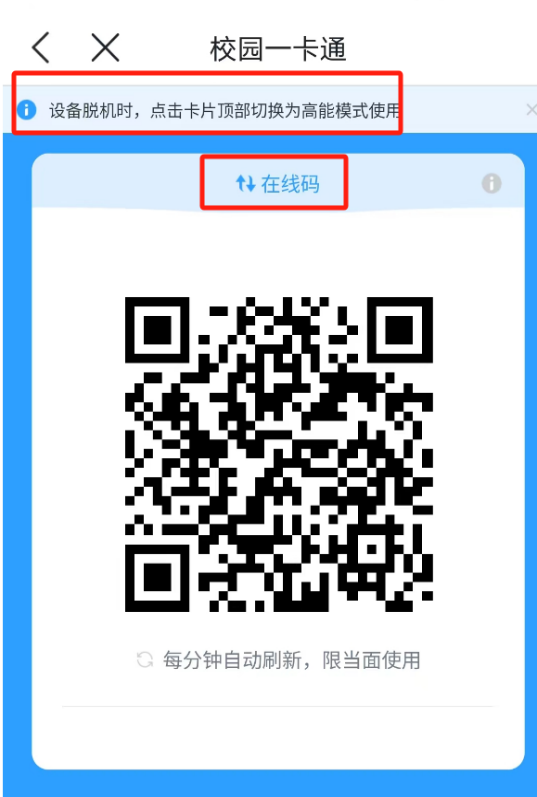 校园一卡通
设备脱机时，点击卡片顶部切换为高能模式使用
在线码
每分钟自动刷新，限当面使用